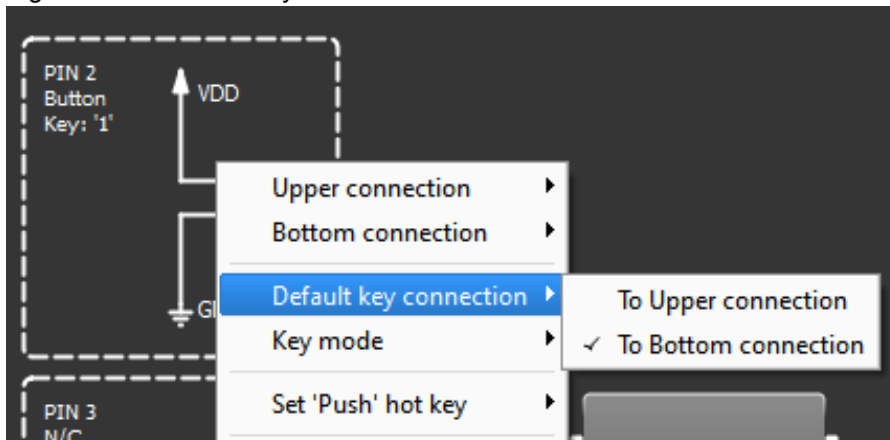 PIN 2
Button
Key: '1'
VDD
Upper connection
Bottom connection
Default key connection
To Upper connection
Key mode
To Bottom connection
Set 'Push' hot key
PIN 3
N/C